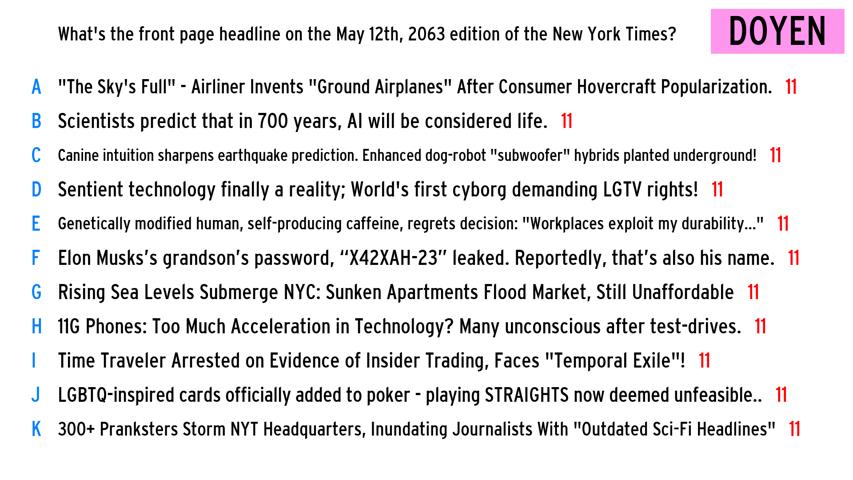 What's the front page headline on the May 12th, 2063 edition of the New York Times?
DOYEN
A "The Sky's Full" - Airliner Invents "Ground Airplanes" After Consumer Hovercraft Popularization. 11
B Scientists predict that in 700 years, AI will be considered life. 11
C Canine intuition sharpens earthquake prediction. Enhanced dog-robot "subwoofer" hybrids planted underground! 11
D Sentient technology finally a reality; World's first cyborg demanding LGTV rights! 11
E Genetically modified human, self-producing caffeine, regrets decision: "Workplaces exploit my durability..." 11
F Elon Musks’s grandson’s password, “X42XAH-23” leaked. Reportedly, that’s also his name. 11
G Rising Sea Levels Submerge NYC: Sunken Apartments Flood Market, Still Unaffordable 11
H 11G Phones: Too Much Acceleration in Technology? Many unconscious after test-drives. 11
I Time Traveler Arrested on Evidence of Insider Trading, Faces "Temporal Exile"! 11
J LGBTQ-inspired cards officially added to poker - playing STRAIGHTS now deemed unfeasible.. 11
K 300+ Pranksters Storm NYT Headquarters, Inundating Journalists With "Outdated Sci-Fi Headlines" 11